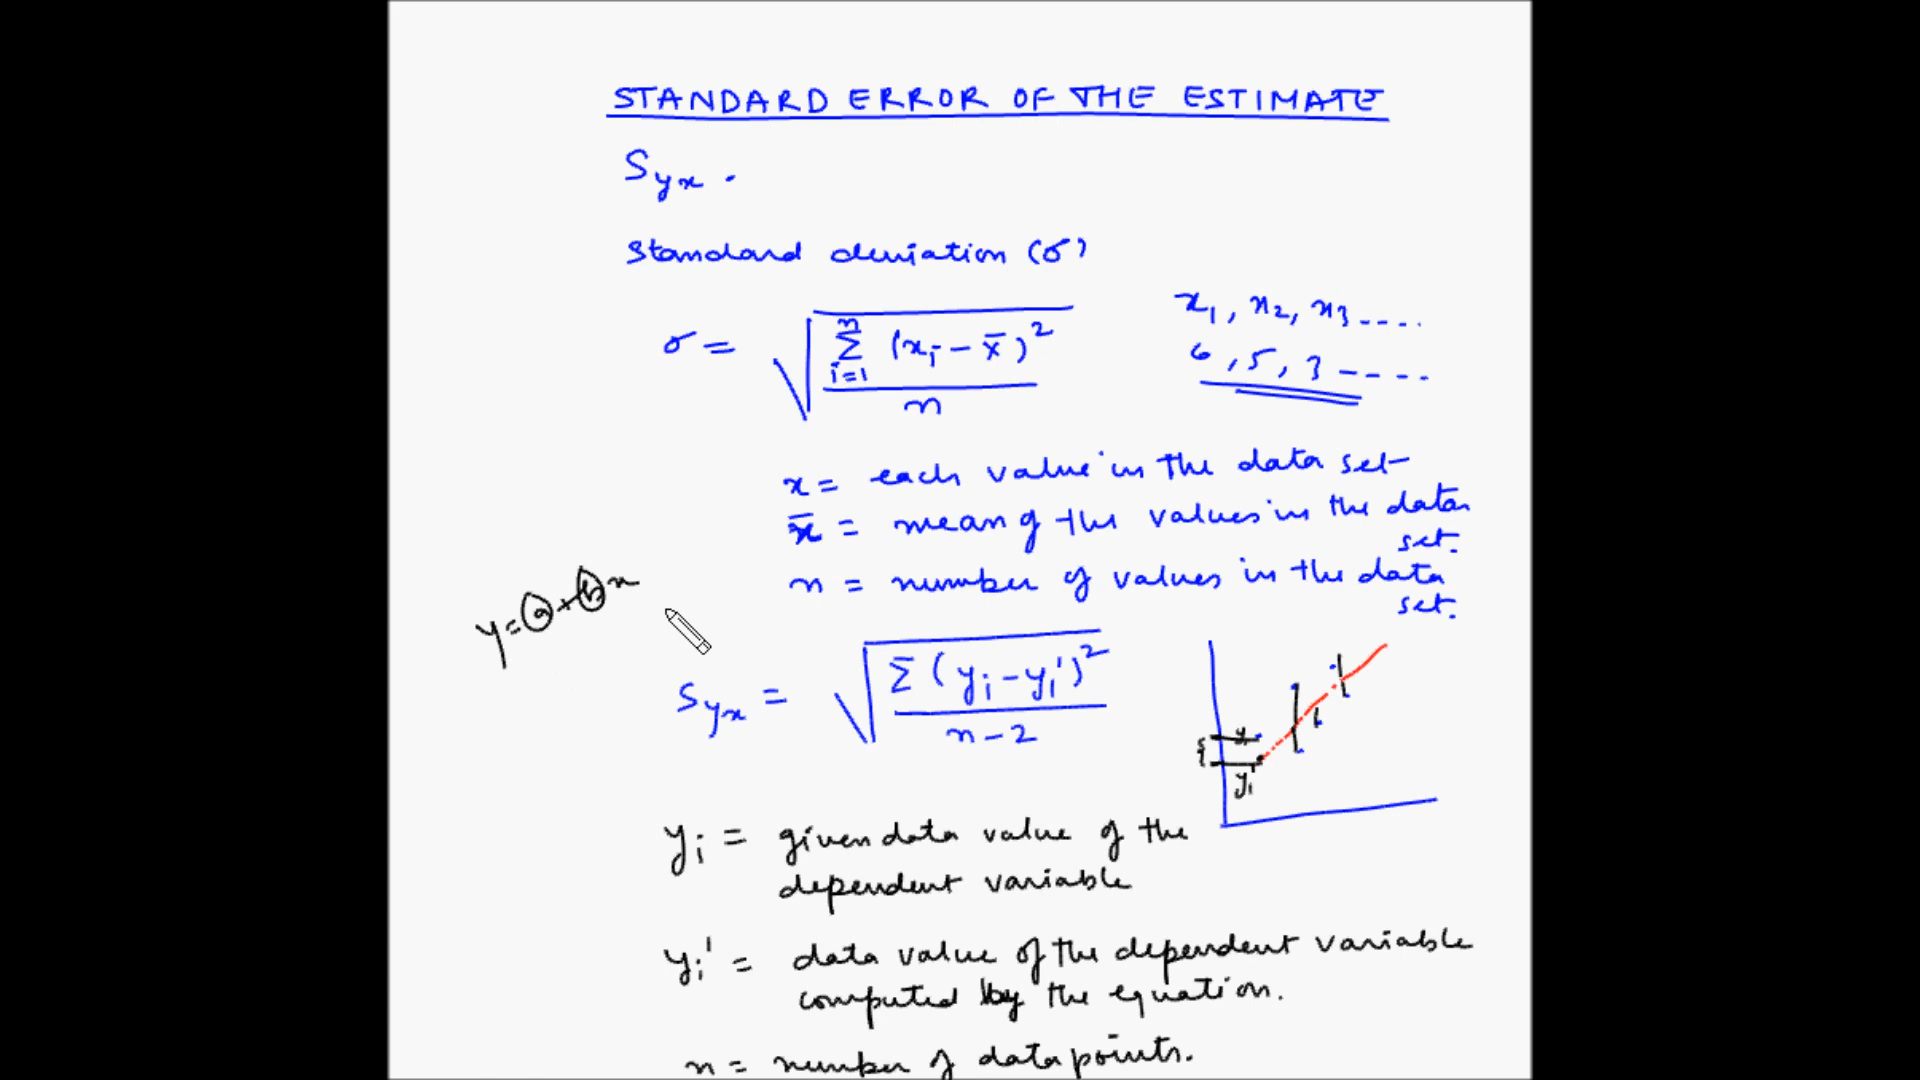 STANDARD ERROR OF THE ESTIMATE
Syx .
Standard deviation (σ)
σ = √( Σ i=1 n (xi − x̄)² / n )
x1, x2, x3 ....
6, 5, 3 ----
x = each value in the data set
x̄ = mean of the values in the data
set.
n = number of values in the data
set.
y = a + bx
Syx = √( Σ (yi − yi')² / n − 2 )
y1
y1'
yi = given data value of the
dependent variable
yi' = data value of the dependent variable
computed by the equation.
n = number of data points.